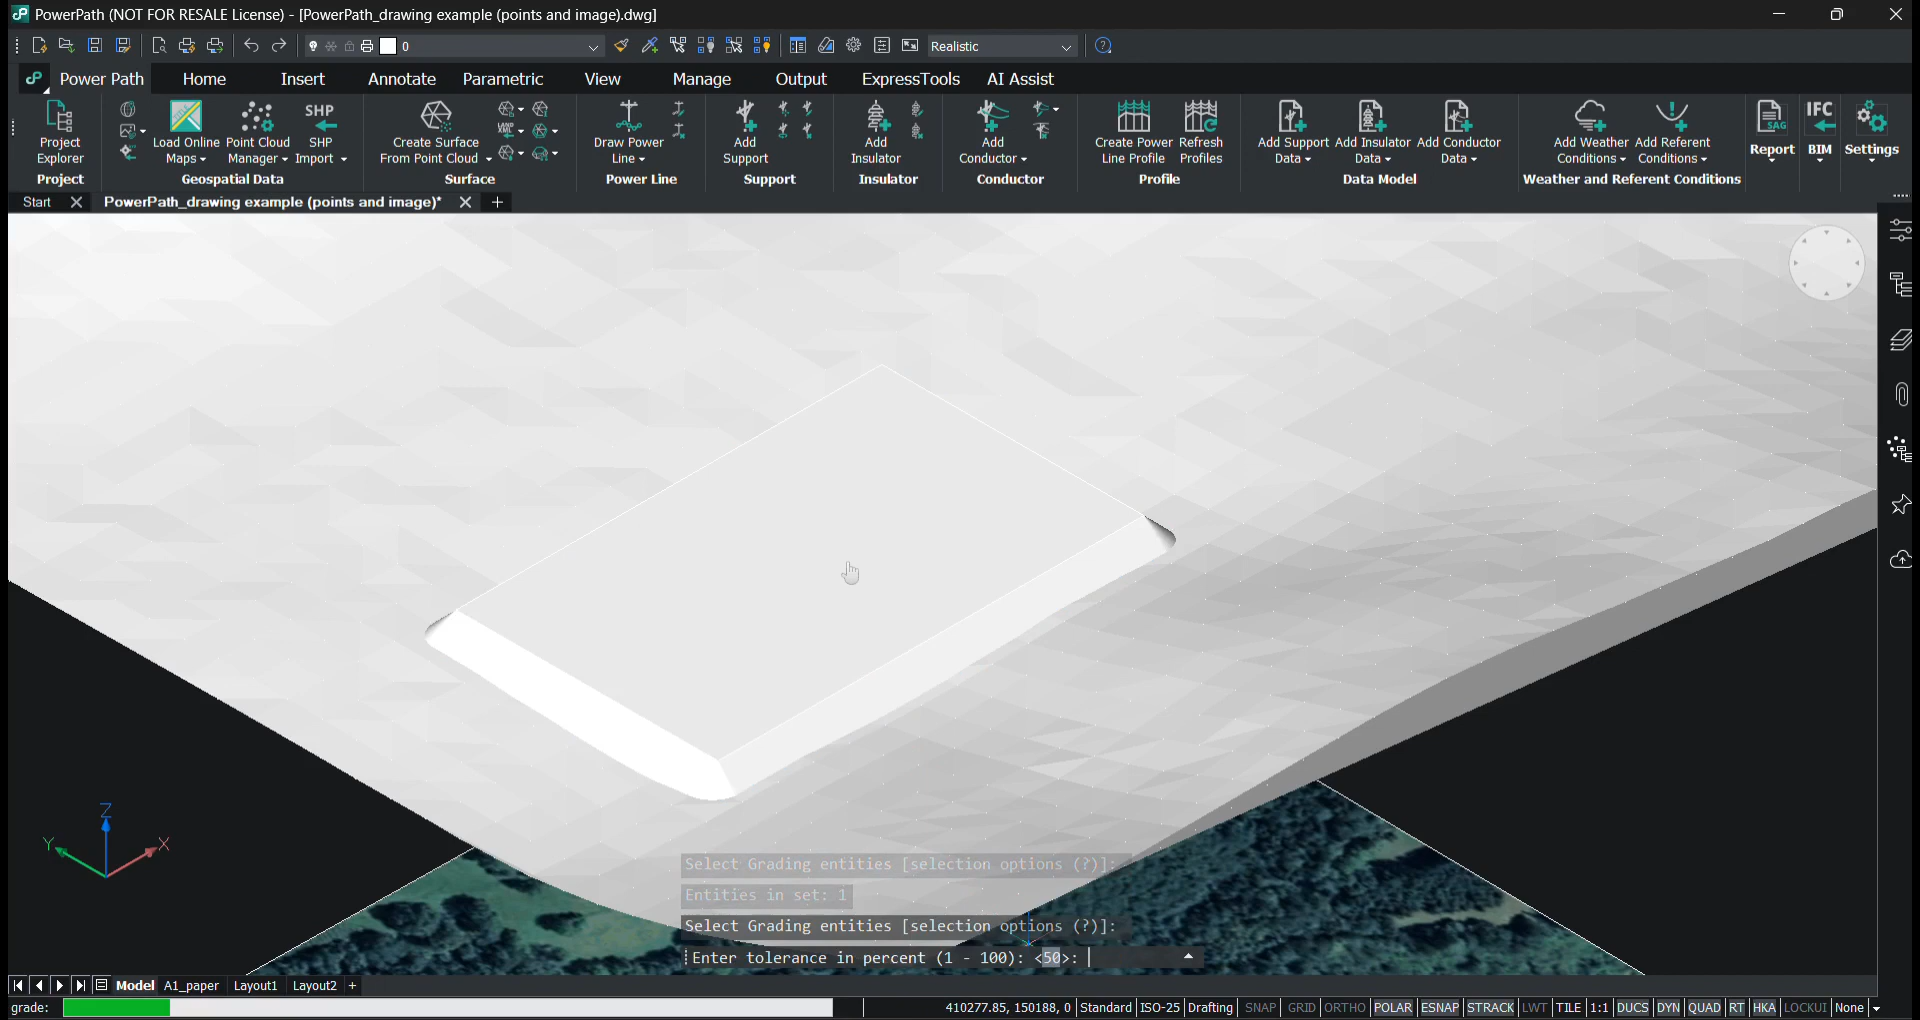 PowerPath (NOT FOR RESALE License) - [PowerPath_drawing example (points and image).dwg]
0
Realistic
Power Path Home Insert Annotate Parametric View Manage Output ExpressTools AI Assist
Project Explorer
Load Online Maps
Point Cloud Manager
SHP
SHP Import
Create Surface From Point Cloud
LAND XML
Draw Power Line
Add Support
Add Insulator
Add Conductor
Create Power Line Profile
Refresh Profiles
Add Support Data
Add Insulator Data
Add Conductor Data
Add Weather Conditions
Add Referent Conditions
SAG
Report
IFC
BIM
Settings
Project Geospatial Data Surface Power Line Support Insulator Conductor Profile Data Model Weather and Referent Conditions
Start PowerPath_drawing example (points and image)*
Z
Y X
Select Grading entities [selection options (?)]:
Entities in set: 1
Select Grading entities [selection options (?)]:
Enter tolerance in percent (1 - 100): <50>:
Model A1_paper Layout1 Layout2 +
grade: 410277.85, 150188, 0 Standard ISO-25 Drafting SNAP GRID ORTHO POLAR ESNAP STRACK LWT TILE 1:1 DUCS DYN QUAD RT HKA LOCKUI None